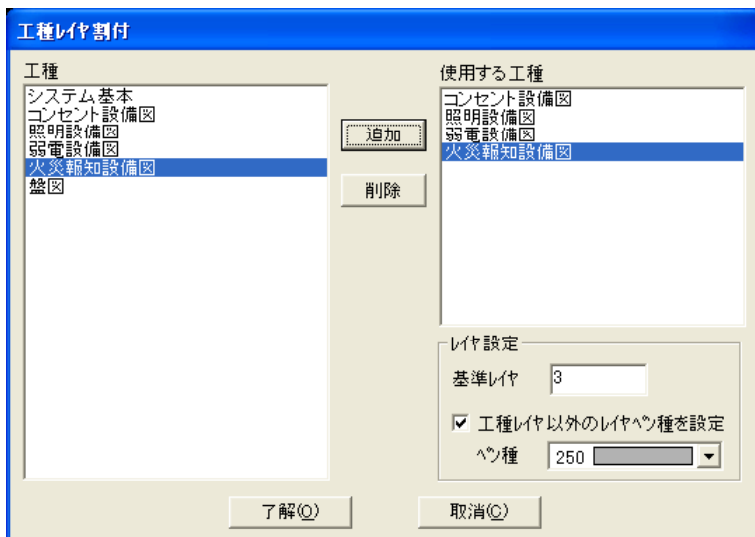 工種ﾚｲﾔ割付
工種
システム基本
コンセント設備図
照明設備図
弱電設備図
火災報知設備図
盤図
追加
削除
使用する工種
コンセント設備図
照明設備図
弱電設備図
火災報知設備図
ﾚｲﾔ設定
基準ﾚｲﾔ 3
工種ﾚｲﾔ以外のﾚｲﾔﾍﾟﾝ種を設定
ﾍﾟﾝ種 250
了解(O) 取消(C)